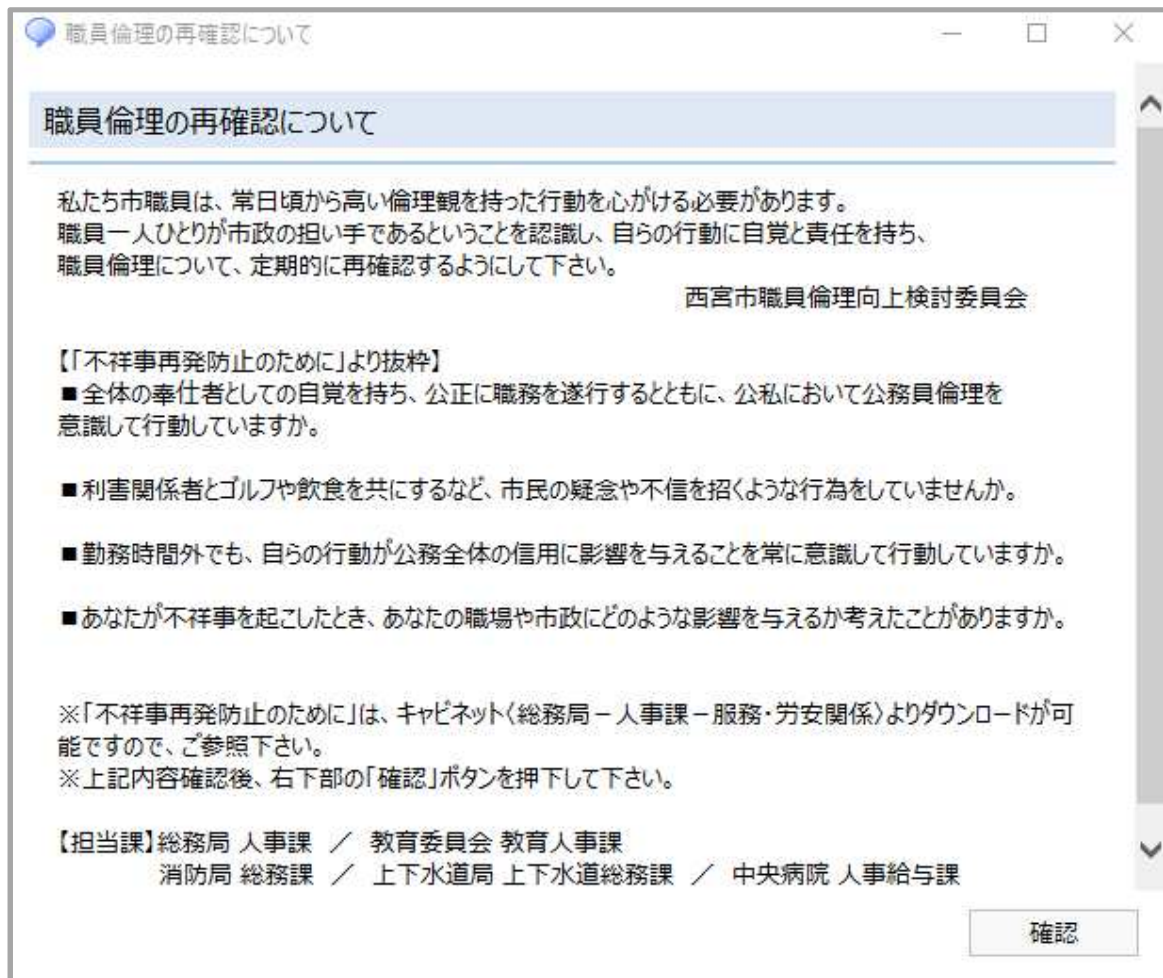 職員倫理の再確認について
職員倫理の再確認について
私たち市職員は、常日頃から高い倫理観を持った行動を心がける必要があります。
職員一人ひとりが市政の担い手であるということを認識し、自らの行動に自覚と責任を持ち、
職員倫理について、定期的に再確認するようにして下さい。
西宮市職員倫理向上検討委員会
【「不祥事再発防止のために」より抜粋】
■全体の奉仕者としての自覚を持ち、公正に職務を遂行するとともに、公私において公務員倫理を
意識して行動していますか。
■利害関係者とゴルフや飲食を共にするなど、市民の疑念や不信を招くような行為をしていませんか。
■勤務時間外でも、自らの行動が公務全体の信用に影響を与えることを常に意識して行動していますか。
■あなたが不祥事を起こしたとき、あなたの職場や市政にどのような影響を与えるか考えたことがありますか。
※「不祥事再発防止のために」は、キャビネット〈総務局－人事課－服務・労安関係〉よりダウンロードが可
能ですので、ご参照下さい。
※上記内容確認後、右下部の「確認」ボタンを押下して下さい。
【担当課】総務局 人事課 ／ 教育委員会 教育人事課
消防局 総務課 ／ 上下水道局 上下水道総務課 ／ 中央病院 人事給与課
確認